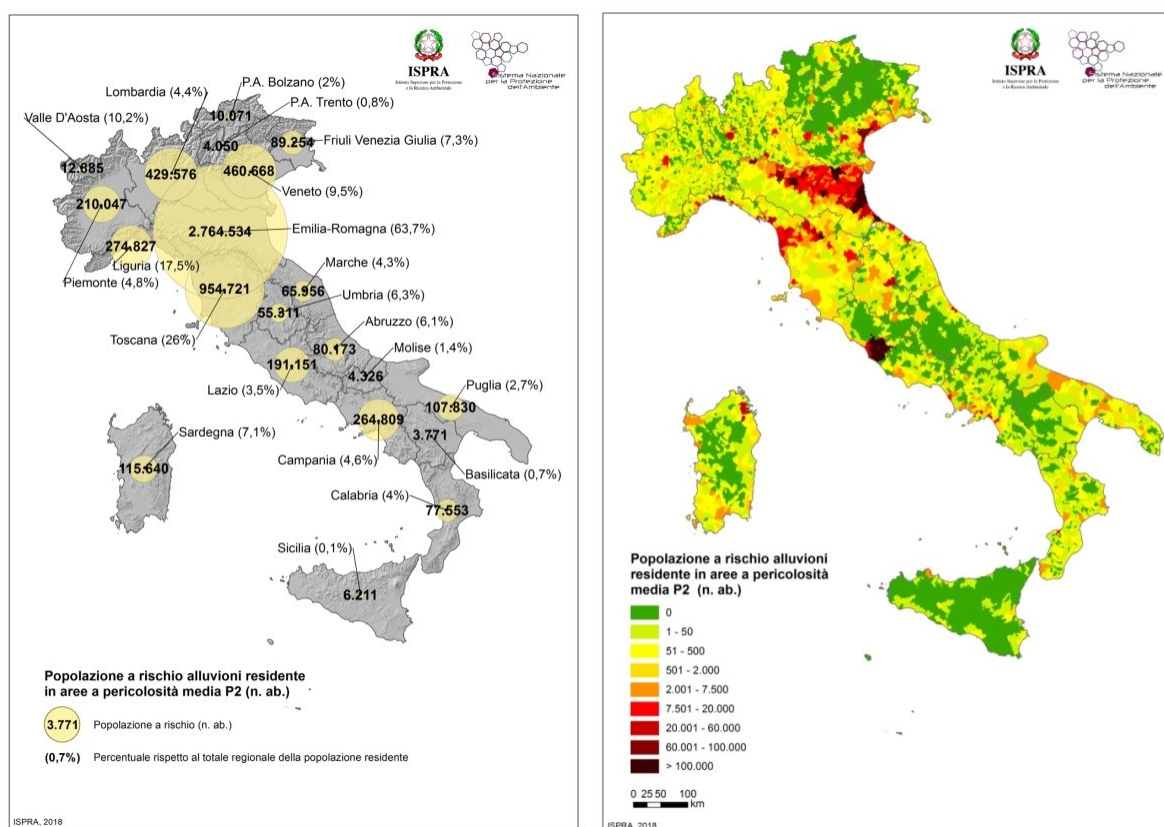 ISPRA
Istituto Superiore per la Protezione
e la Ricerca Ambientale
Sistema Nazionale
per la Protezione
dell'Ambiente
P.A. Bolzano (2%)
Lombardia (4,4%)
P.A. Trento (0,8%)
10.071
Valle D'Aosta (10,2%)
4.050
89.254
Friuli Venezia Giulia (7,3%)
12.885
429.576
460.668
Veneto (9,5%)
210.047
2.764.534
Emilia-Romagna (63,7%)
274.827
Liguria (17,5%)
Marche (4,3%)
Piemonte (4,8%)
954.721
65.956
Umbria (6,3%)
55.311
Abruzzo (6,1%)
Toscana (26%)
80.173
Molise (1,4%)
191.151
4.326
Lazio (3,5%)
Puglia (2,7%)
107.830
264.809
3.771
Sardegna (7,1%)
115.640
Campania (4,6%)
Basilicata (0,7%)
Calabria (4%)
77.553
Sicilia (0,1%)
6.211
Popolazione a rischio alluvioni residente
in aree a pericolosità media P2 (n. ab.)
3.771
Popolazione a rischio (n. ab.)
(0,7%)
Percentuale rispetto al totale regionale della popolazione residente
ISPRA, 2018
ISPRA
Istituto Superiore per la Protezione
e la Ricerca Ambientale
Sistema Nazionale
per la Protezione
dell'Ambiente
Popolazione a rischio alluvioni
residente in aree a pericolosità
media P2 (n. ab.)
0
1 - 50
51 - 500
501 - 2.000
2.001 - 7.500
7.501 - 20.000
20.001 - 60.000
60.001 - 100.000
> 100.000
0 25 50 100
km
ISPRA, 2018